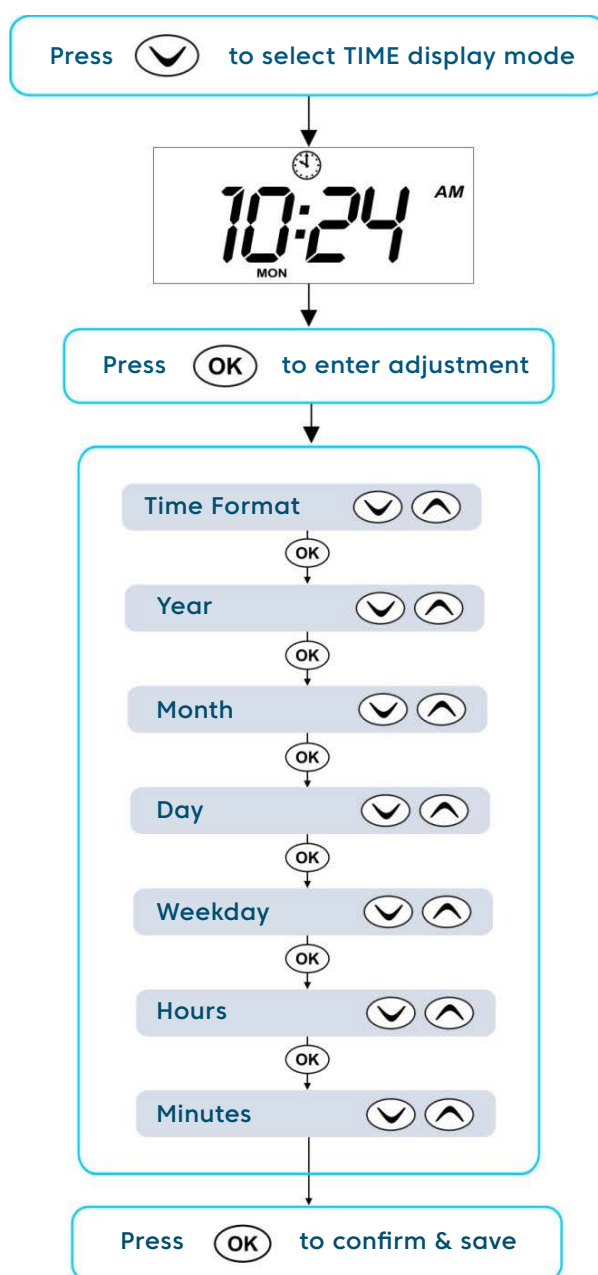 Press to select TIME display mode
AM
10:24
MON
Press OK to enter adjustment
Time Format
OK
Year
OK
Month
OK
Day
OK
Weekday
OK
Hours
OK
Minutes
Press OK to confirm & save